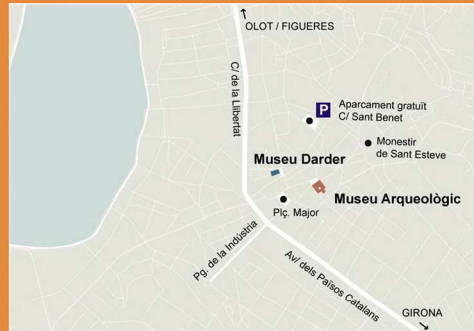 OLOT / FIGUERES
C/ de la Llibertat
P
Aparcament gratuït
C/ Sant Benet
Monestir
de Sant Esteve
Museu Darder
Museu Arqueològic
Plç. Major
Pg. de la Indústria
Av/ dels Països Catalans
GIRONA